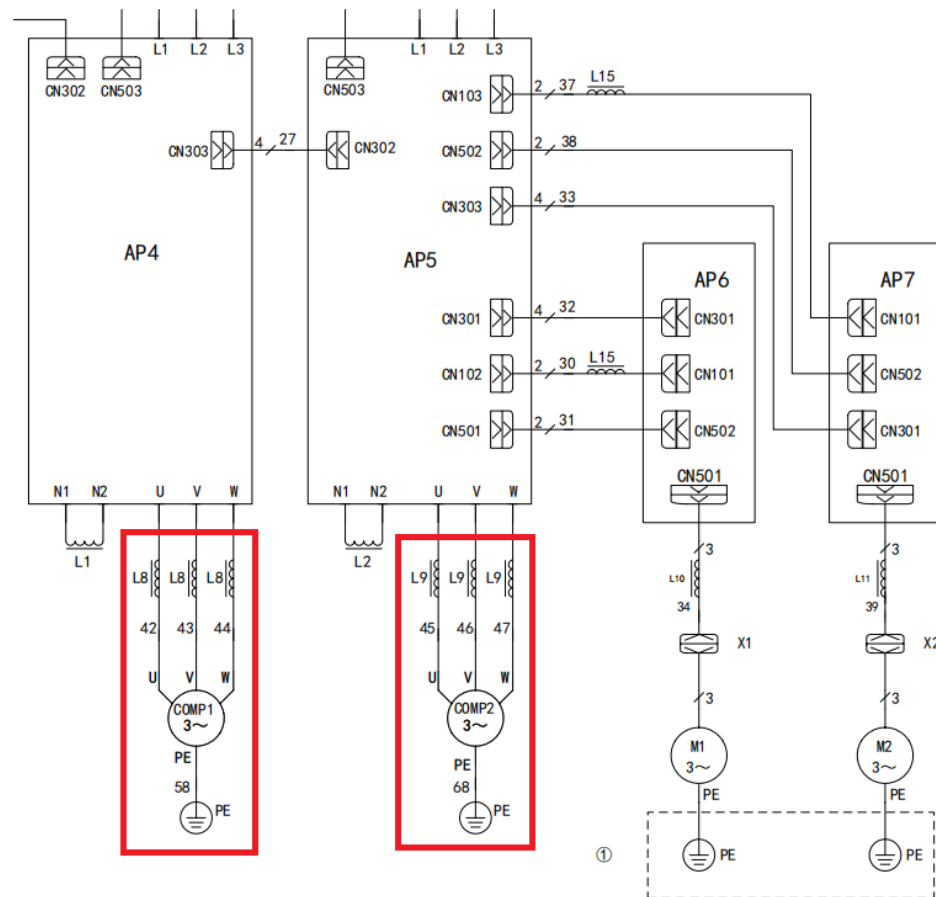 L1 L2 L3 L1 L2 L3
CN302 CN503 CN503
CN103 2 37 L15
CN303 4 27 CN302 CN502 2 38
CN303 4 33
AP4 AP5 AP6 AP7
CN301 4 32 CN301 CN101
CN102 2 30 L15 CN101 CN502
CN501 2 31 CN502 CN301
CN501 CN501
N1 N2 U V W N1 N2 U V W
3 3
L1 L2
L8 L8 L8 L9 L9 L9 L10 L11
34 39
42 43 44 45 46 47
X1 X2
U V W U V W
3 3
COMP1 COMP2
3～ 3～
M1 M2
3～ 3～
PE PE
58 68
PE PE
PE PE
① PE PE